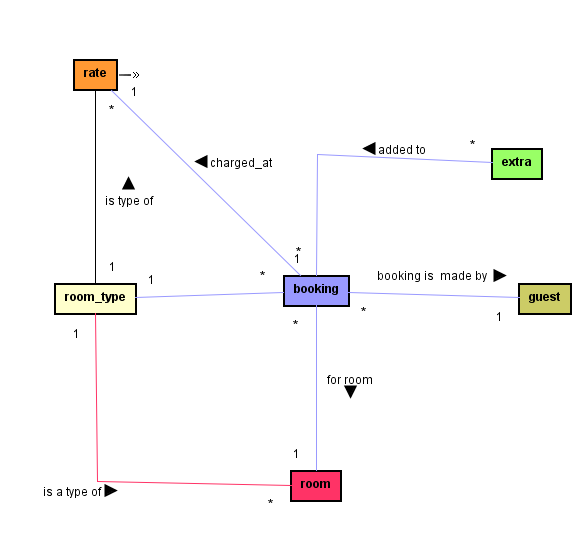 rate
»
1
*
charged_at
added to
*
extra
is type of
*
1
1
1
*
booking is  made by
room_type
booking
guest
*
*
1
1
for room
1
room
is a type of
*